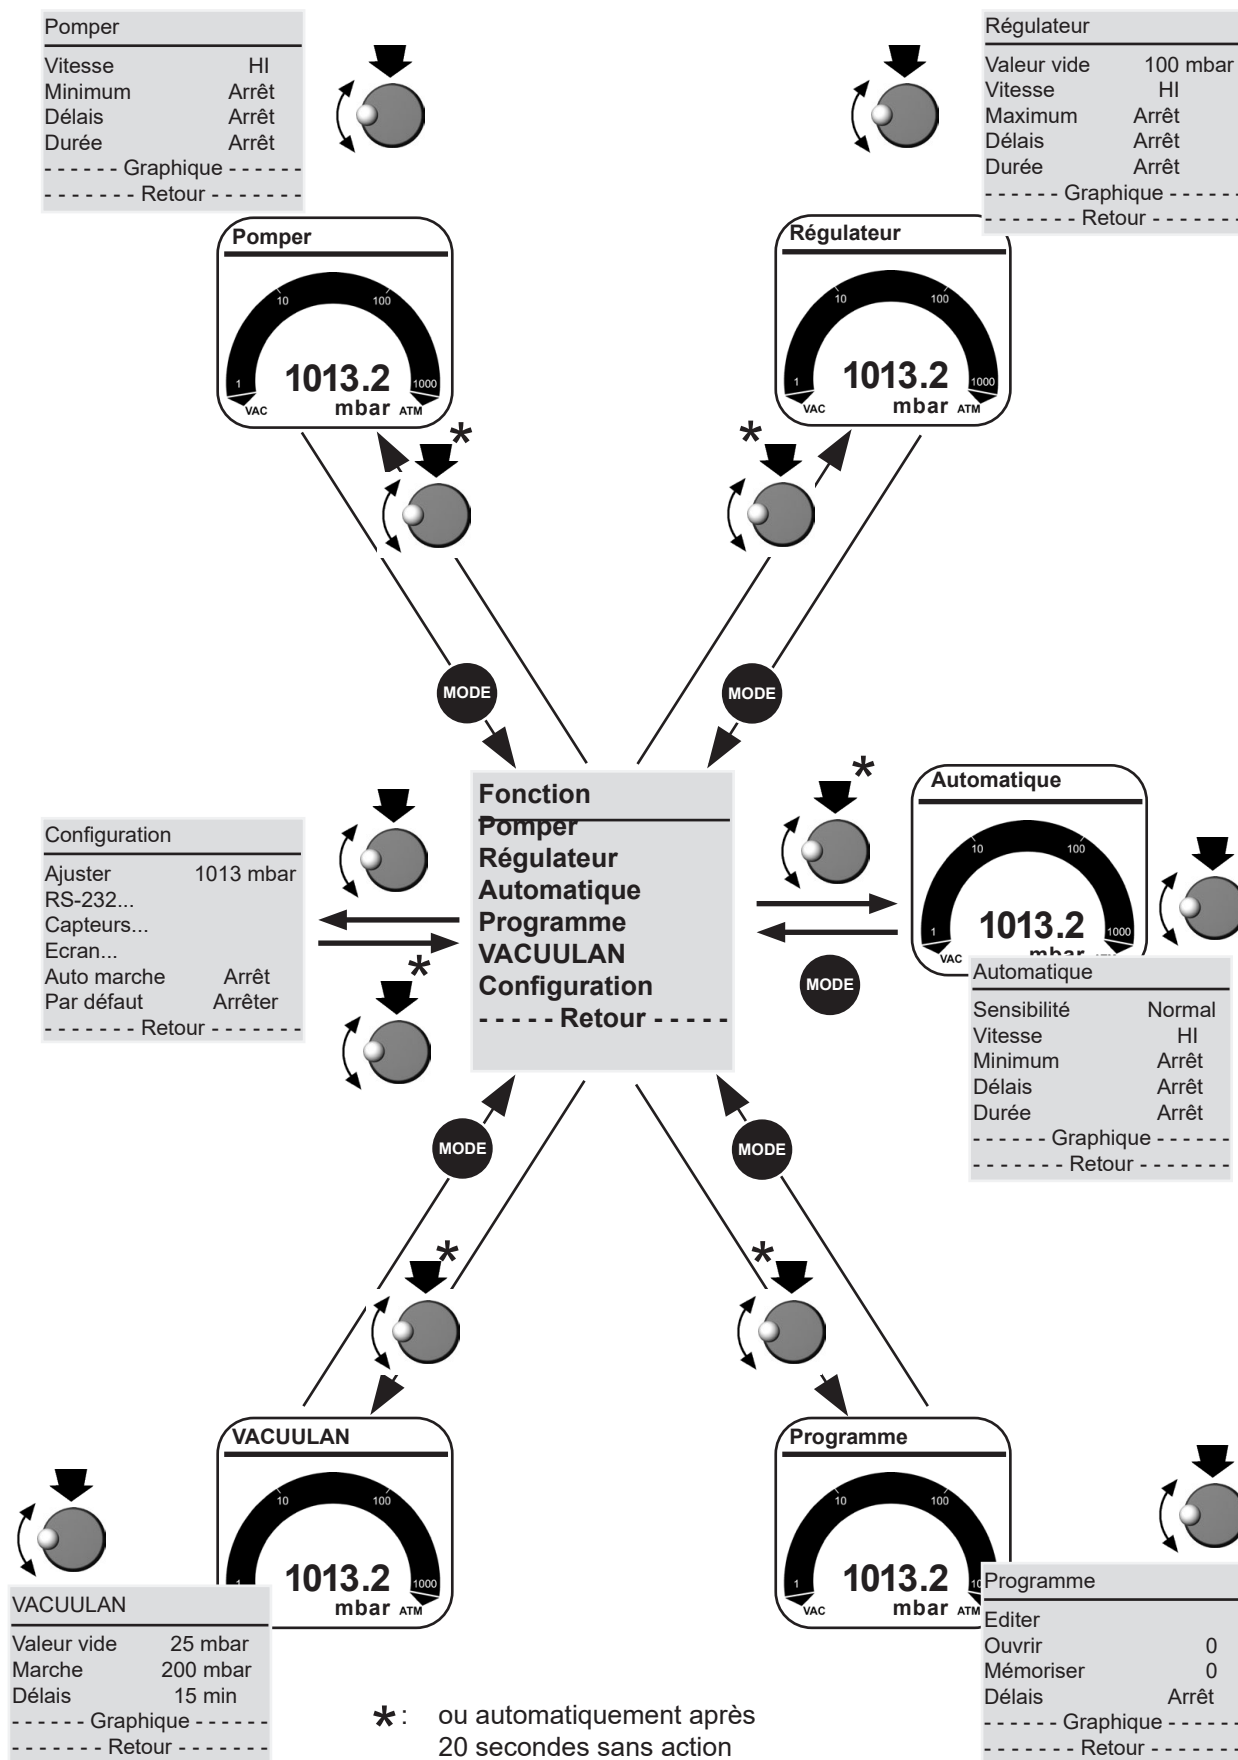 Pomper
Vitesse HI
Minimum Arrêt
Délais Arrêt
Durée Arrêt
- - - - - - Graphique - - - - - -
- - - - - - - Retour - - - - - - -
Régulateur
Valeur vide 100 mbar
Vitesse HI
Maximum Arrêt
Délais Arrêt
Durée Arrêt
- - - - - - Graphique - - - - - -
- - - - - - - Retour - - - - - - -
Pomper
10 100
1 1013.2 1000
VAC mbar ATM
Régulateur
10 100
1 1013.2 1000
VAC mbar ATM
*
*
MODE
MODE
Fonction
Pomper
Régulateur
Automatique
Programme
VACUULAN
Configuration
- - - - - Retour - - - - -
Configuration
Ajuster 1013 mbar
RS-232...
Capteurs...
Ecran...
Auto marche Arrêt
Par défaut Arrêter
- - - - - - - Retour - - - - - - -
*
*
MODE
Automatique
10 100
1 1013.2 1000
VAC mbar ATM
Automatique
Sensibilité Normal
Vitesse HI
Minimum Arrêt
Délais Arrêt
Durée Arrêt
- - - - - - Graphique - - - - - -
- - - - - - - Retour - - - - - - -
MODE
MODE
*
*
VACUULAN
10 100
1 1013.2 1000
mbar ATM
VACUULAN
Valeur vide 25 mbar
Marche 200 mbar
Délais 15 min
- - - - - - Graphique - - - - - -
- - - - - - - Retour - - - - - - -
Programme
10 100
1 1013.2
VAC mbar ATM
Programme
Editer
Ouvrir 0
Mémoriser 0
Délais Arrêt
- - - - - - Graphique - - - - - -
- - - - - - - Retour - - - - - - -
* : ou automatiquement après
20 secondes sans action